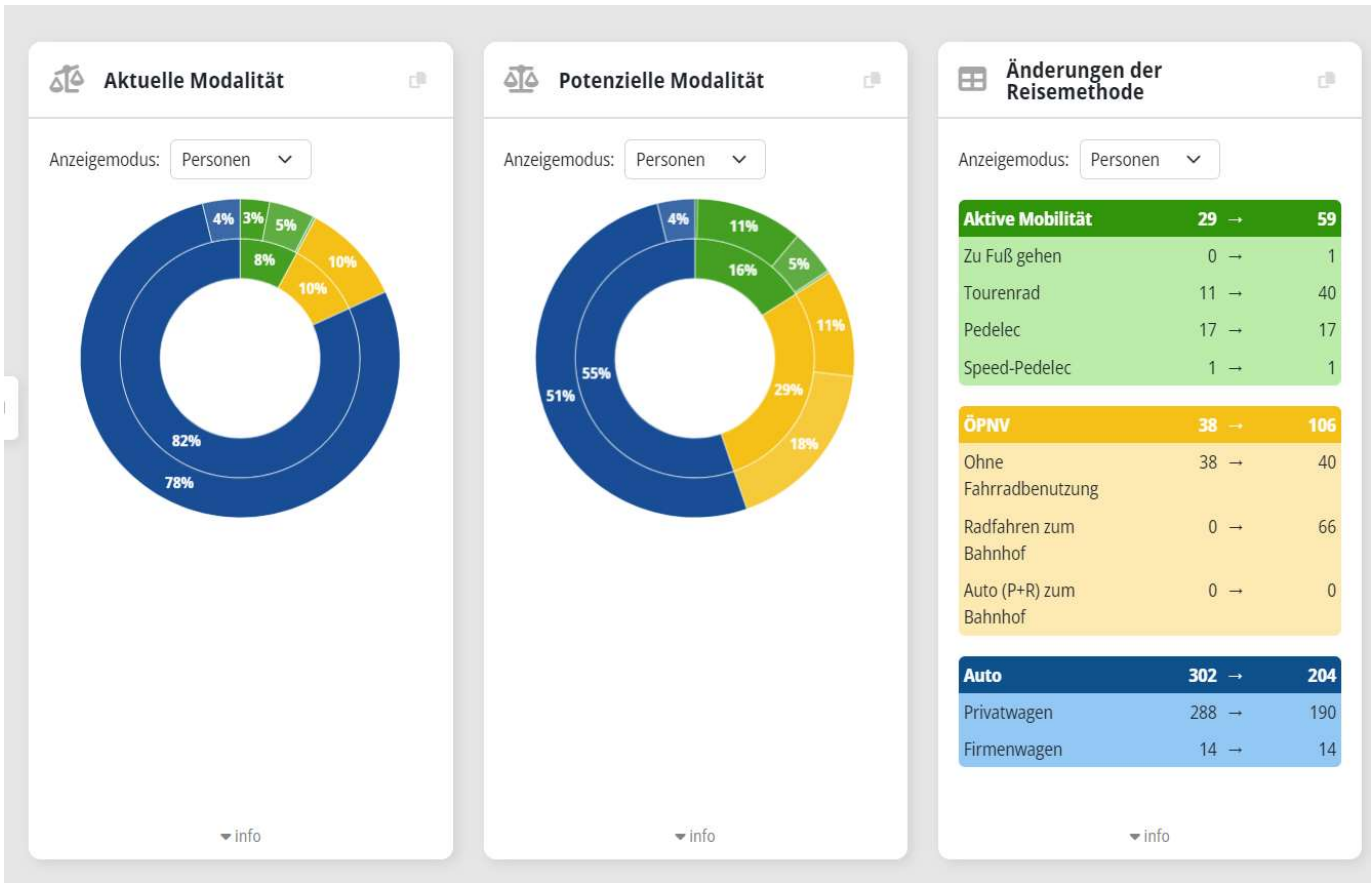 Aktuelle Modalität
Anzeigemodus: Personen
4% 3% 5%
8% 10%
10%
82%
78%
info
Potenzielle Modalität
Anzeigemodus: Personen
4% 11%
16% 5%
11%
55%
51% 29%
18%
info
Änderungen der
Reisemethode
Anzeigemodus: Personen
Aktive Mobilität 29 → 59
Zu Fuß gehen 0 → 1
Tourenrad 11 → 40
Pedelec 17 → 17
Speed-Pedelec 1 → 1
ÖPNV 38 → 106
Ohne 38 → 40
Fahrradbenutzung
Radfahren zum 0 → 66
Bahnhof
Auto (P+R) zum 0 → 0
Bahnhof
Auto 302 → 204
Privatwagen 288 → 190
Firmenwagen 14 → 14
info